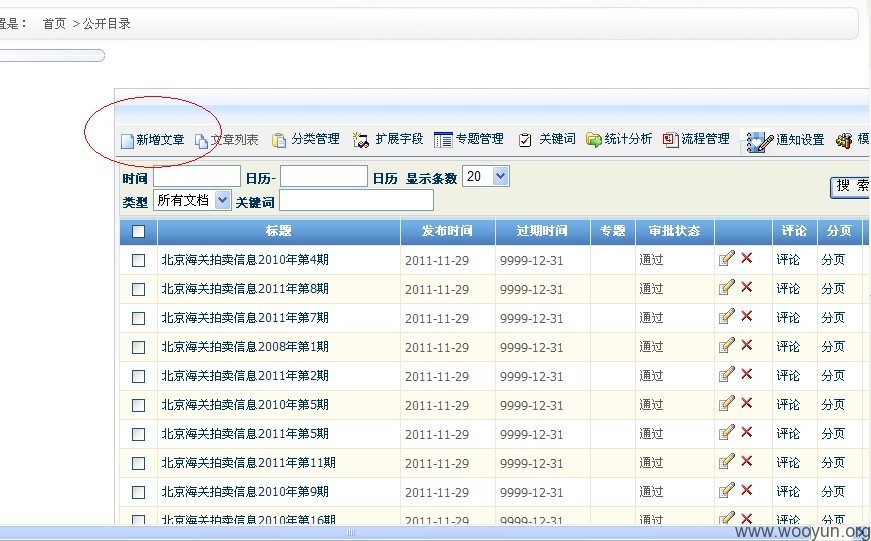 置是： 首页 >公开目录
新增文章 文章列表 分类管理 扩展字段 专题管理 关键词 统计分析 流程管理 通知设置 模
时间 日历- 日历 显示条数 20
搜 索
类型 所有文档 关键词
标题 发布时间 过期时间 专题 审批状态 评论 分页
北京海关拍卖信息2010年第4期 2011-11-29 9999-12-31 通过 评论 分页
北京海关拍卖信息2011年第8期 2011-11-29 9999-12-31 通过 评论 分页
北京海关拍卖信息2011年第7期 2011-11-29 9999-12-31 通过 评论 分页
北京海关拍卖信息2008年第1期 2011-11-29 9999-12-31 通过 评论 分页
北京海关拍卖信息2011年第2期 2011-11-29 9999-12-31 通过 评论 分页
北京海关拍卖信息2010年第5期 2011-11-29 9999-12-31 通过 评论 分页
北京海关拍卖信息2011年第5期 2011-11-29 9999-12-31 通过 评论 分页
北京海关拍卖信息2011年第11期 2011-11-29 9999-12-31 通过 评论 分页
北京海关拍卖信息2010年第9期 2011-11-29 9999-12-31 通过 评论 分页
北京海关拍卖信息2010年第16期 2011-11-29 9999-12-31 通过 评论 分页
www.wooyun.org